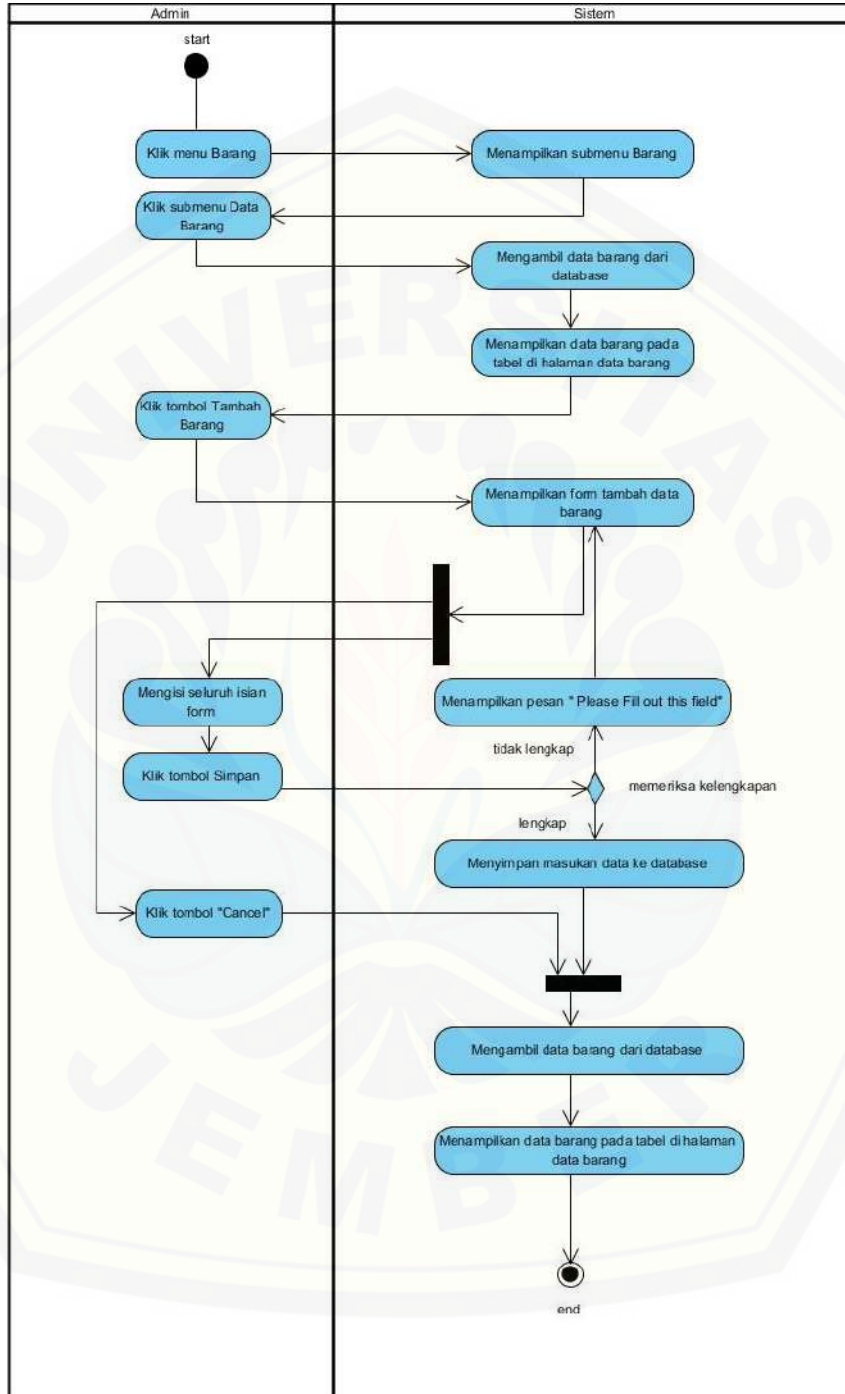 Admin
Sistem
start
Klik menu Barang
Menampilkan submenu Barang
Klik submenu Data
Barang
Mengambil data barang dari
database
Menampilkan data barang pada
tabel di halaman data barang
Klik tombol Tambah
Barang
Menampilkan form tambah data
barang
Mengisi seluruh isian
form
Menampilkan pesan " Please Fill out this field"
tidak lengkap
Klik tombol Simpan
memeriksa kelengkapan
lengkap
Menyimpan masukan data ke database
Klik tombol "Cancel"
Mengambil data barang dari database
Menampilkan data barang pada tabel di halaman
data barang
end
UNIVERSITAS
JEMBER